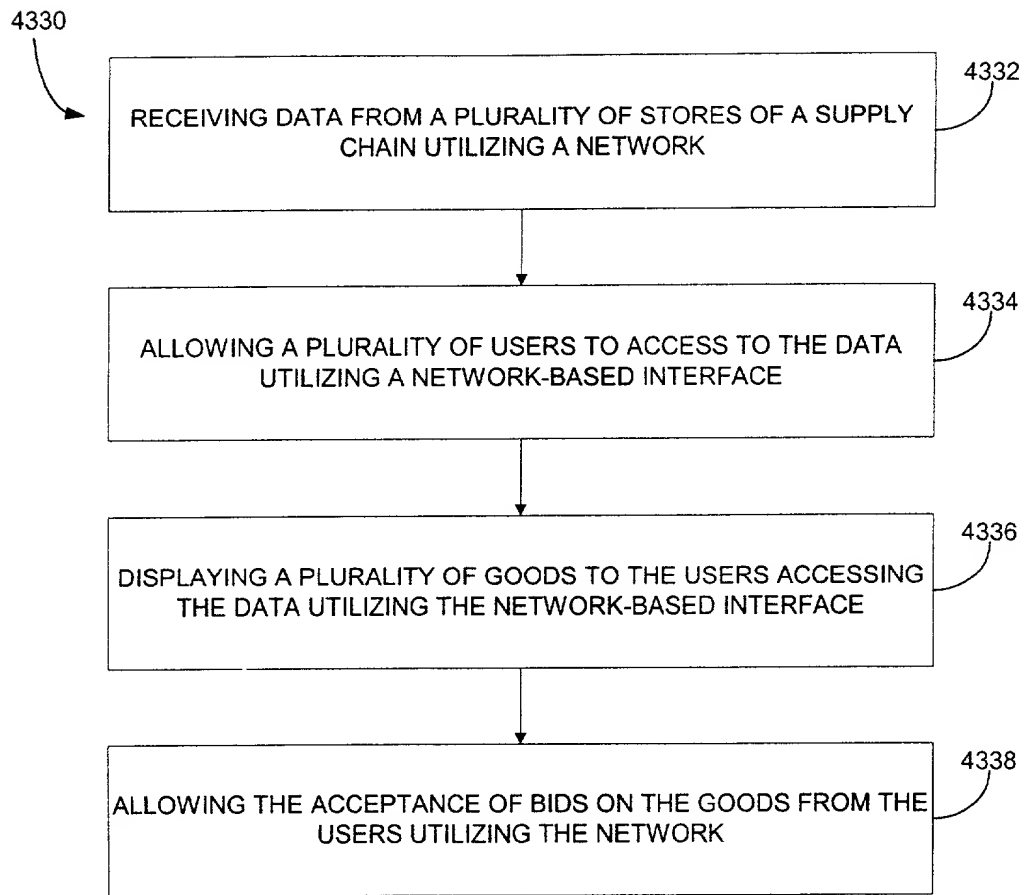 4330
4332
RECEIVING DATA FROM A PLURALITY OF STORES OF A SUPPLY
CHAIN UTILIZING A NETWORK
4334
ALLOWING A PLURALITY OF USERS TO ACCESS TO THE DATA
UTILIZING A NETWORK-BASED INTERFACE
4336
DISPLAYING A PLURALITY OF GOODS TO THE USERS ACCESSING
THE DATA UTILIZING THE NETWORK-BASED INTERFACE
4338
ALLOWING THE ACCEPTANCE OF BIDS ON THE GOODS FROM THE
USERS UTILIZING THE NETWORK